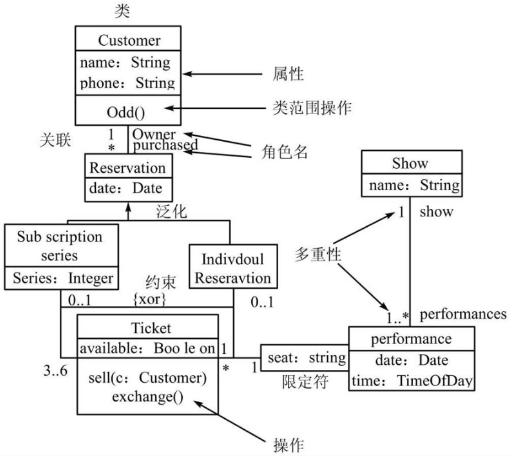 类
Customer
name：String
phone：String
属性
Odd()
类范围操作
关联
1 Owner
* purchased
角色名
Reservation
date：Date
Show
name：String
泛化
1 show
Sub scription
series
Series：Integer
Indivdoul
Reseravtion
多重性
约束
0..1 {xor} 0..1
Ticket
available：Boo le on
1..* performances
performance
date：Date
time：TimeOfDay
1
seat：string
3..6
*
1
限定符
sell(c：Customer)
exchange()
操作